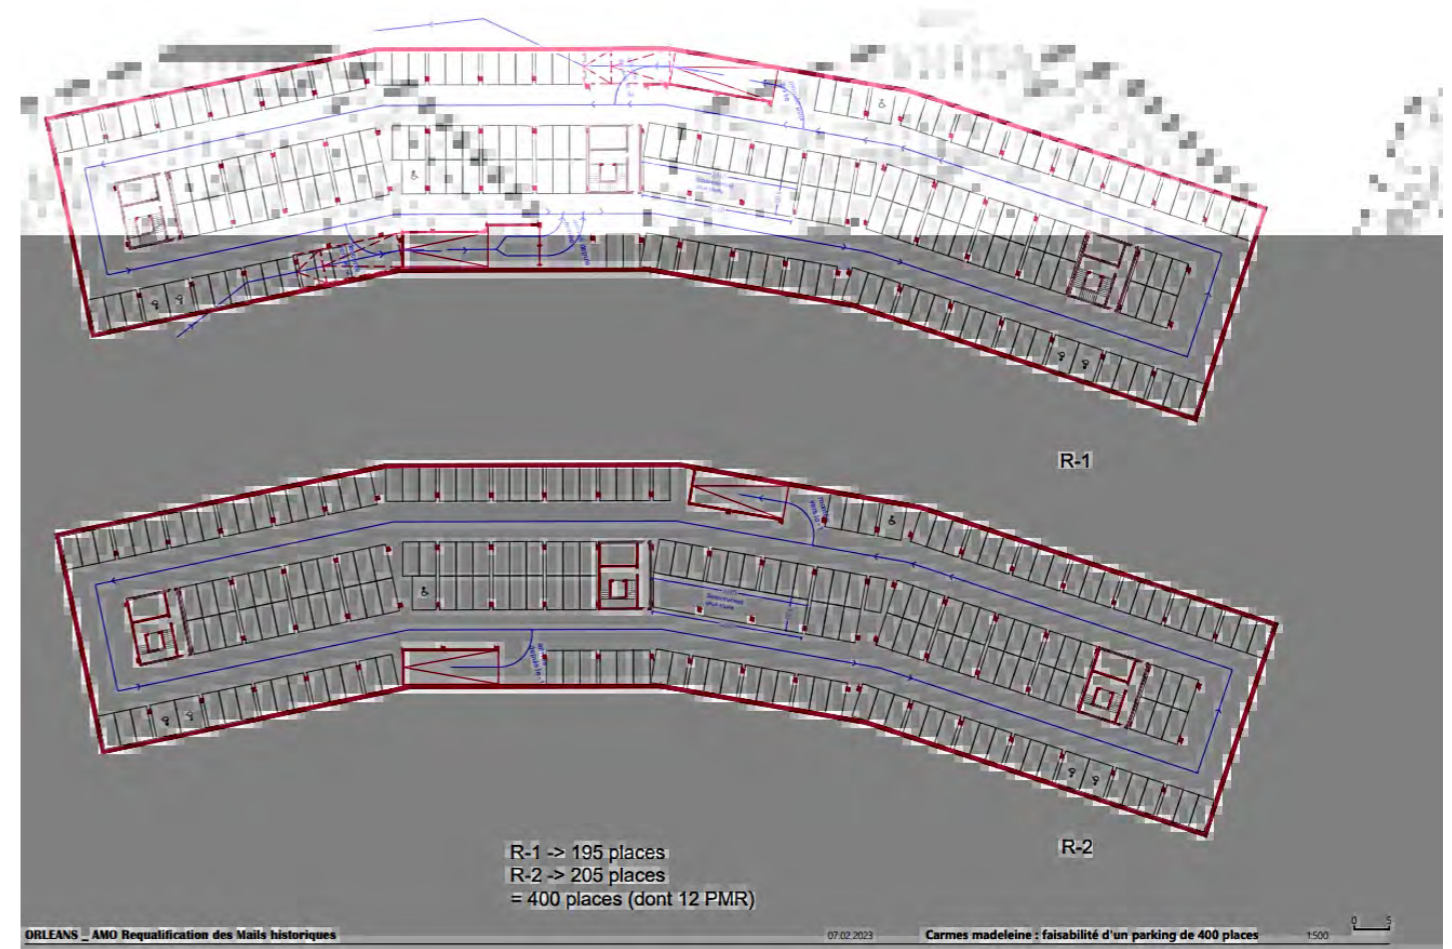 R-1
R-2
R-1 -> 195 places
R-2 -> 205 places
= 400 places (dont 12 PMR)
ORLEANS _ AMO Requalification des Mails historiques
07.02.2023
Carmes madeleine : faisabilité d'un parking de 400 places
1:500
0 5